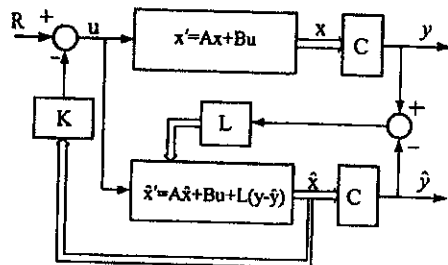 R
+
-
u
x'=Ax+Bu
x
C
y
K
L
+
-
x̂'=Ax̂+Bu+L(y-ŷ)
x̂
C
ŷ